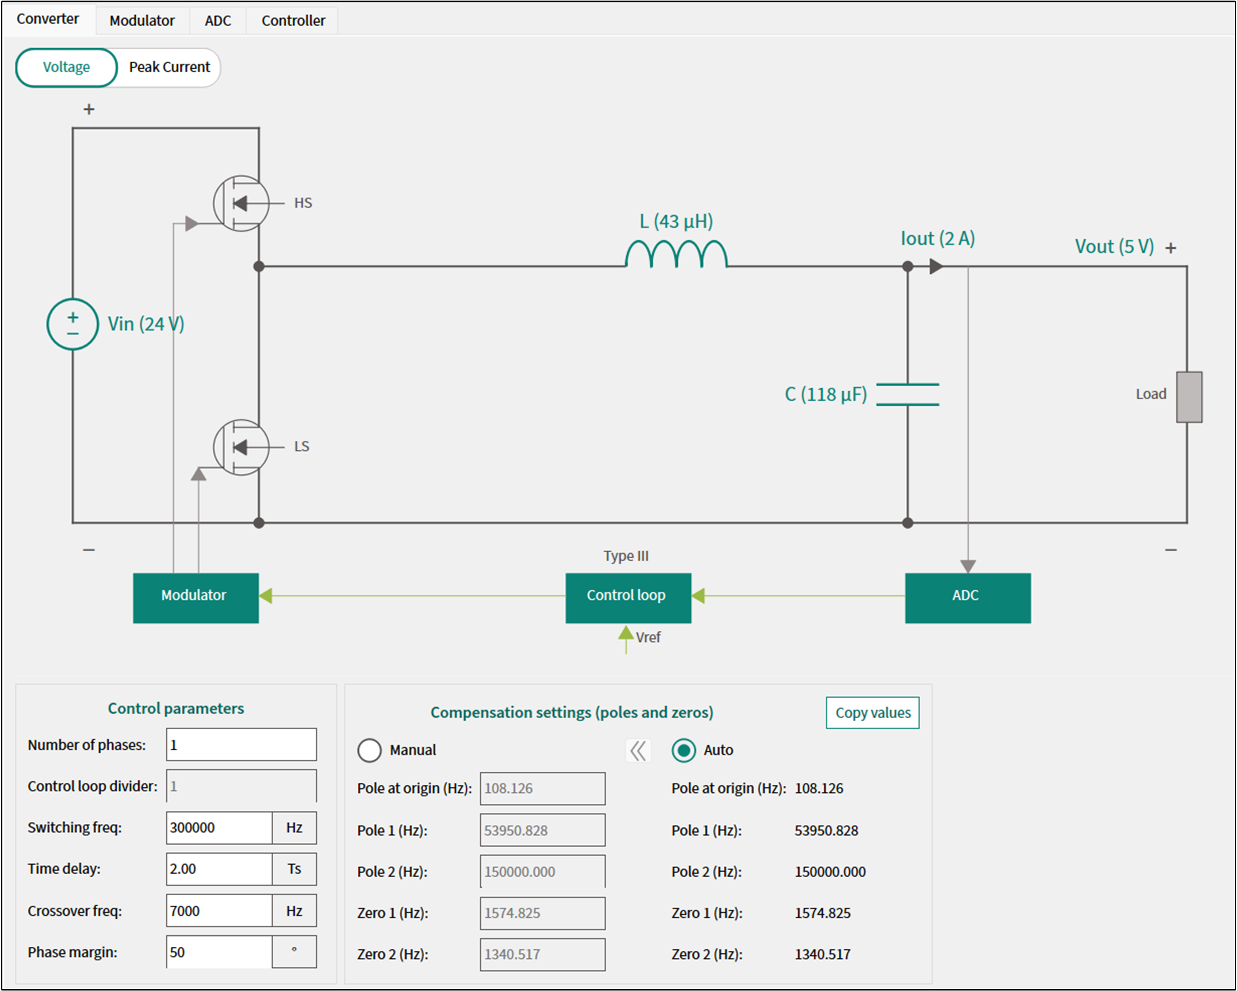 Converter Modulator ADC Controller
Voltage Peak Current
+
HS
L (43 µH)
Iout (2 A)
Vout (5 V) +
+
−
Vin (24 V)
C (118 µF)
Load
LS
−
−
Type III
Modulator
Control loop
ADC
Vref
Control parameters
Number of phases: 1
Control loop divider: 1
Switching freq: 300000 Hz
Time delay: 2.00 Ts
Crossover freq: 7000 Hz
Phase margin: 50 °
Compensation settings (poles and zeros)
Copy values
Manual
Auto
Pole at origin (Hz): 108.126 Pole at origin (Hz): 108.126
Pole 1 (Hz): 53950.828 Pole 1 (Hz): 53950.828
Pole 2 (Hz): 150000.000 Pole 2 (Hz): 150000.000
Zero 1 (Hz): 1574.825 Zero 1 (Hz): 1574.825
Zero 2 (Hz): 1340.517 Zero 2 (Hz): 1340.517